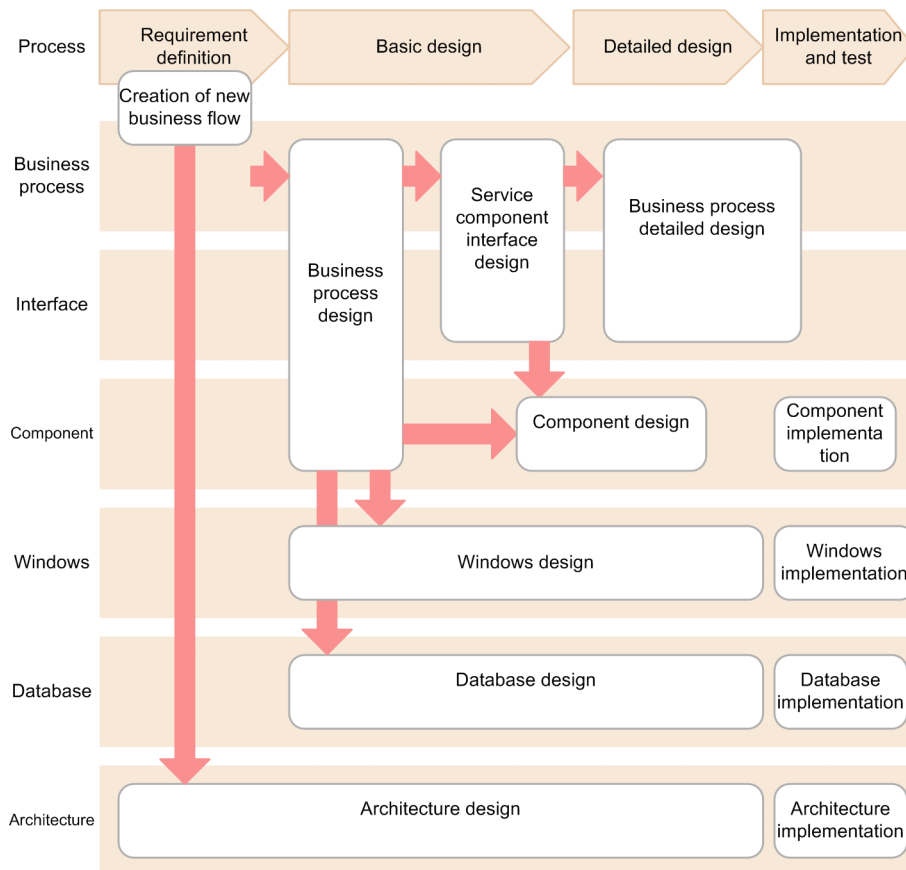 Process
Requirement
definition
Basic design
Detailed design
Implementation
and test
Creation of new
business flow
Business
process
Business
process
design
Service
component
interface
design
Business process
detailed design
Interface
Component
Component design
Component
implementa
tion
Windows
Windows design
Windows
implementation
Database
Database design
Database
implementation
Architecture
Architecture design
Architecture
implementation